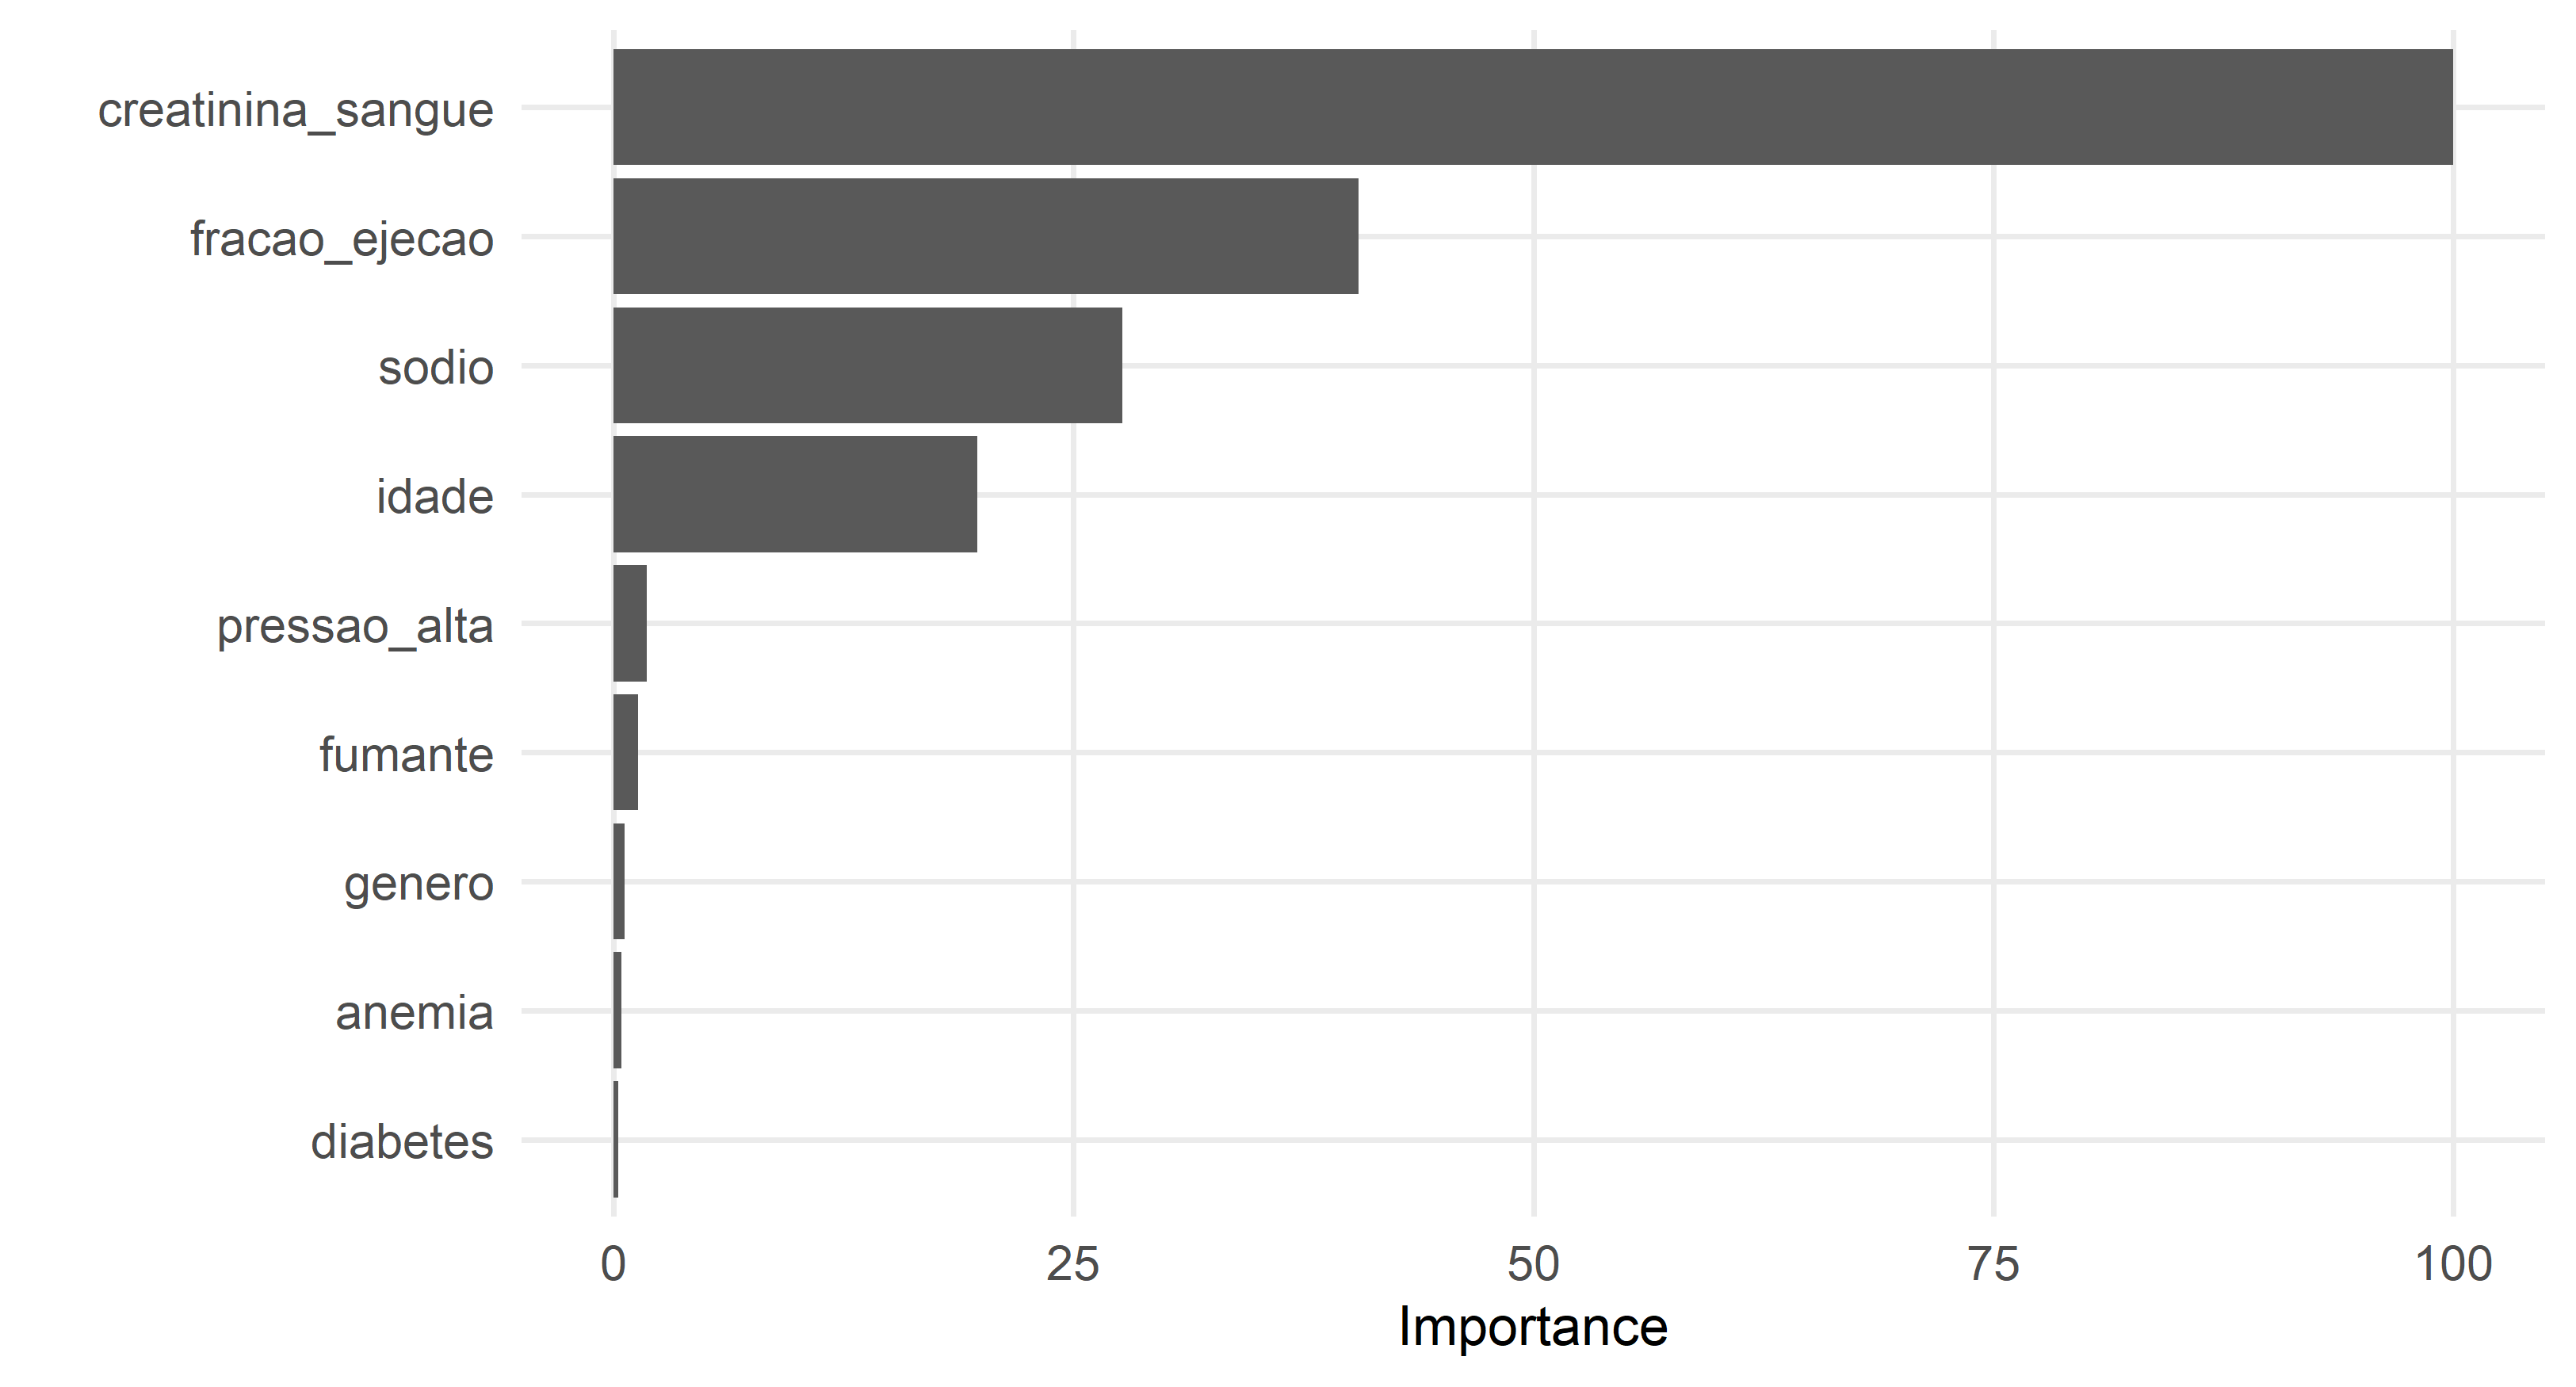 creatinina_sangue
fracao_ejecao
sodio
idade
pressao_alta
fumante
genero
anemia
diabetes
0 25 50 75 100
Importance